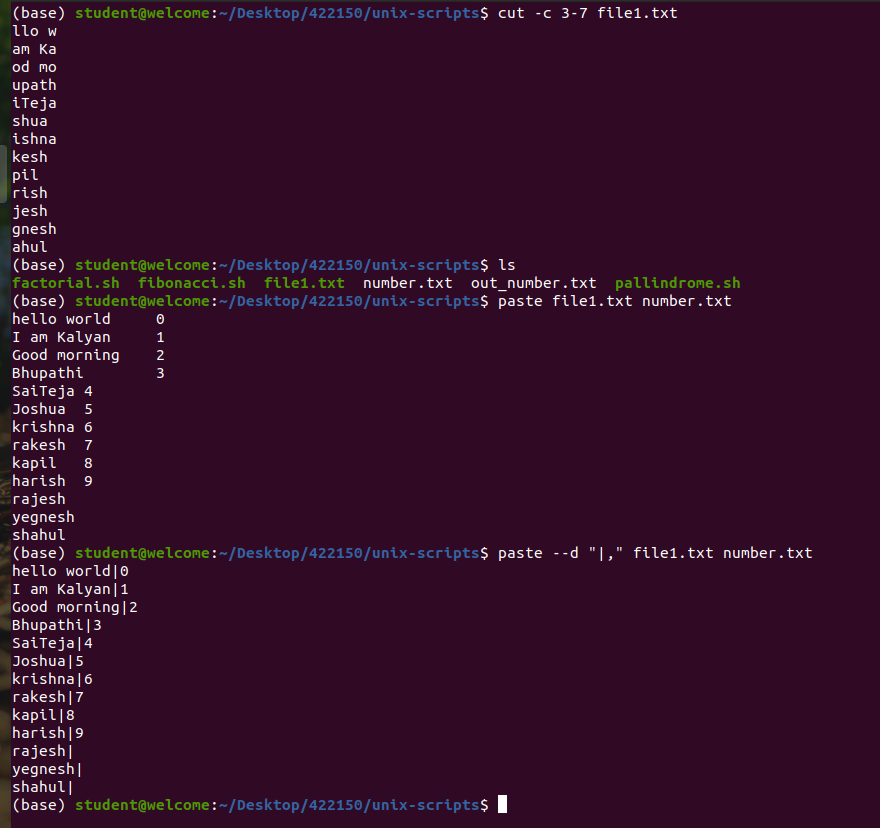 (base) student@welcome:~/Desktop/422150/unix-scripts$ cut -c 3-7 file1.txt
llo w
am Ka
od mo
upath
iTeja
shua
ishna
kesh
pil
rish
jesh
gnesh
ahul
(base) student@welcome:~/Desktop/422150/unix-scripts$ ls
factorial.sh  fibonacci.sh  file1.txt  number.txt  out_number.txt  pallindrome.sh
(base) student@welcome:~/Desktop/422150/unix-scripts$ paste file1.txt number.txt
hello world     0
I am Kalyan     1
Good morning    2
Bhupathi        3
SaiTeja 4
Joshua  5
krishna 6
rakesh  7
kapil   8
harish  9
rajesh
yegnesh
shahul
(base) student@welcome:~/Desktop/422150/unix-scripts$ paste --d "|," file1.txt number.txt
hello world|0
I am Kalyan|1
Good morning|2
Bhupathi|3
SaiTeja|4
Joshua|5
krishna|6
rakesh|7
kapil|8
harish|9
rajesh|
yegnesh|
shahul|
(base) student@welcome:~/Desktop/422150/unix-scripts$